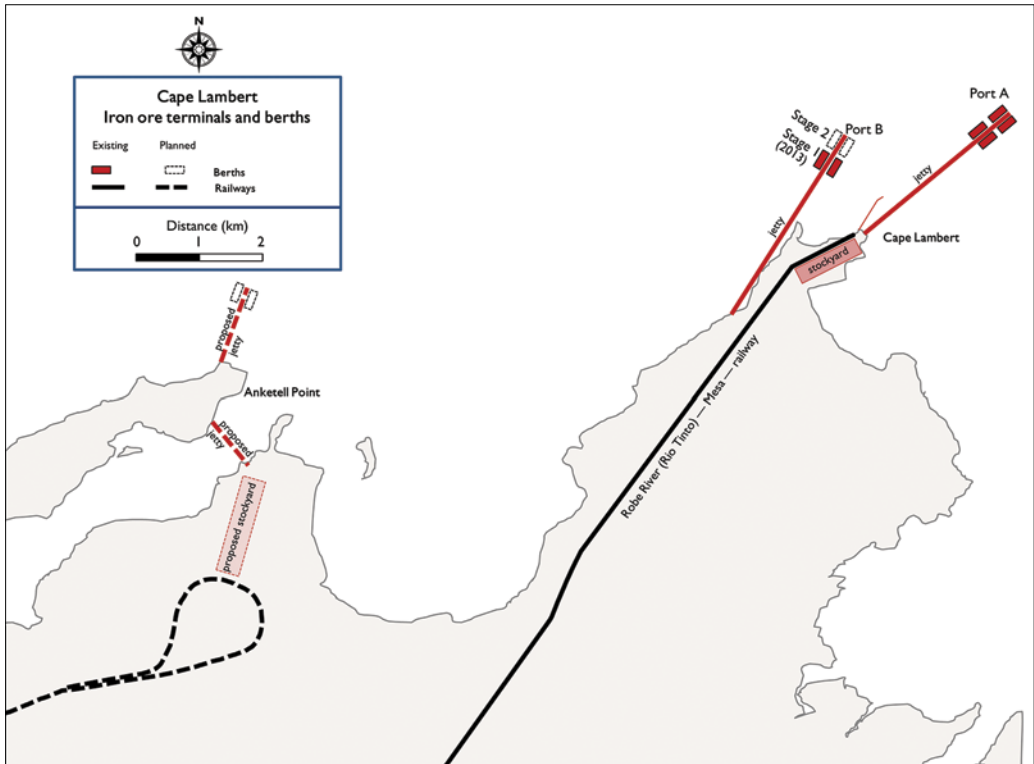 N
Cape Lambert
Iron ore terminals and berths
Existing
Planned
Berths
Railways
Distance (km)
0 1 2
Port A
Port B
Stage 2
Stage 1
(2013)
jetty
jetty
Cape Lambert
stockyard
Robe River (Rio Tinto) — Mesa — railway
proposed
jetty
Anketell Point
proposed
jetty
proposed stockyard